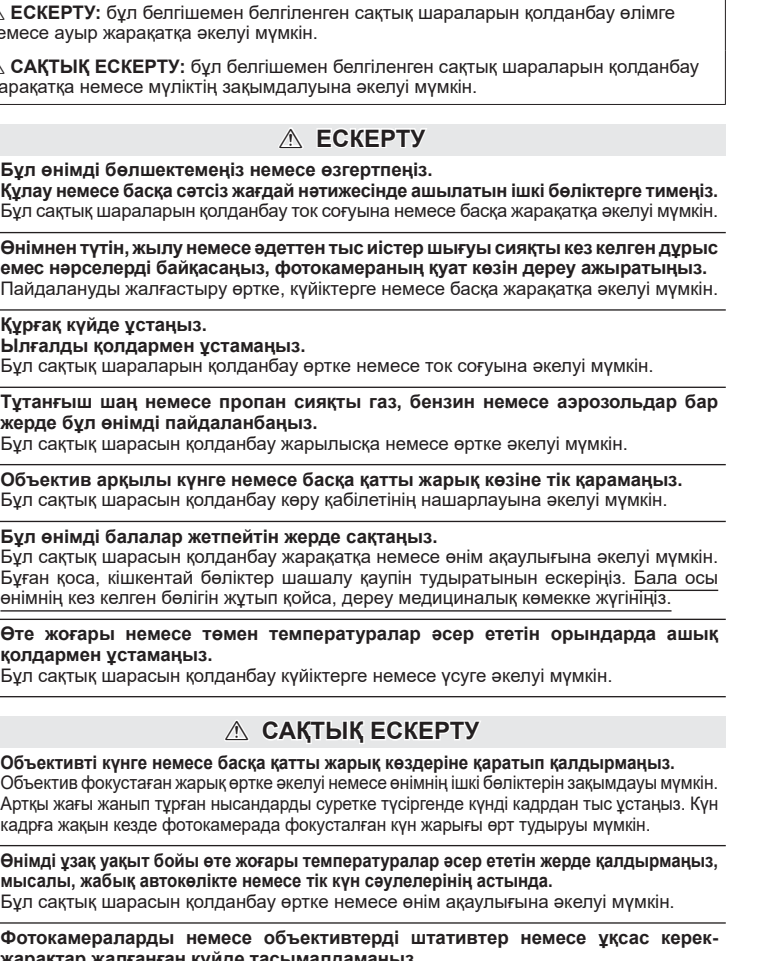 ⚠ ЕСКЕРТУ: бұл белгішемен белгіленген сақтық шараларын қолданбау өлімге
емесе ауыр жарақатқа әкелуі мүмкін.
⚠ САҚТЫҚ ЕСКЕРТУ: бұл белгішемен белгіленген сақтық шараларын қолданбау
арақатқа немесе мүліктің зақымдалуына әкелуі мүмкін.
⚠ ЕСКЕРТУ
Бұл өнімді бөлшектемеңіз немесе өзгертпеңіз.
Құлау немесе басқа сәтсіз жағдай нәтижесінде ашылатын ішкі бөліктерге тимеңіз.
Бұл сақтық шараларын қолданбау ток соғуына немесе басқа жарақатқа әкелуі мүмкін.
Өнімнен түтін, жылу немесе әдеттен тыс иістер шығуы сияқты кез келген дұрыс
емес нәрселерді байқасаңыз, фотокамераның қуат көзін дереу ажыратыңыз.
Пайдалануды жалғастыру өртке, күйіктерге немесе басқа жарақатқа әкелуі мүмкін.
Құрғақ күйде ұстаңыз.
Ылғалды қолдармен ұстамаңыз.
Бұл сақтық шараларын қолданбау өртке немесе ток соғуына әкелуі мүмкін.
Тұтанғыш шаң немесе пропан сияқты газ, бензин немесе аэрозольдар бар
жерде бұл өнімді пайдаланбаңыз.
Бұл сақтық шарасын қолданбау жарылысқа немесе өртке әкелуі мүмкін.
Объектив арқылы күнге немесе басқа қатты жарық көзіне тік қарамаңыз.
Бұл сақтық шарасын қолданбау көру қабілетінің нашарлауына әкелуі мүмкін.
Бұл өнімді балалар жетпейтін жерде сақтаңыз.
Бұл сақтық шарасын қолданбау жарақатқа немесе өнім ақаулығына әкелуі мүмкін.
Бұған қоса, кішкентай бөліктер шашалу қаупін тудыратынын ескеріңіз. Бала осы
өнімнің кез келген бөлігін жұтып қойса, дереу медициналық көмекке жүгініңіз.
Өте жоғары немесе төмен температуралар әсер ететін орындарда ашық
қолдармен ұстамаңыз.
Бұл сақтық шарасын қолданбау күйіктерге немесе үсуге әкелуі мүмкін.
⚠ САҚТЫҚ ЕСКЕРТУ
Объективті күнге немесе басқа қатты жарық көздеріне қаратып қалдырмаңыз.
Объектив фокустаған жарық өртке әкелуі немесе өнімнің ішкі бөліктерін зақымдауы мүмкін.
Артқы жағы жанып тұрған нысандарды суретке түсіргенде күнді кадрдан тыс ұстаңыз. Күн
кадрға жақын кезде фотокамерада фокусталған күн жарығы өрт тудыруы мүмкін.
Өнімді ұзақ уақыт бойы өте жоғары температуралар әсер ететін жерде қалдырмаңыз,
мысалы, жабық автокөлікте немесе тік күн сәулелерінің астында.
Бұл сақтық шарасын қолданбау өртке немесе өнім ақаулығына әкелуі мүмкін.
Фотокамераларды немесе объективтерді штативтер немесе ұқсас керек-
жарақтар жалғанған күйде тасымалдамаңыз.